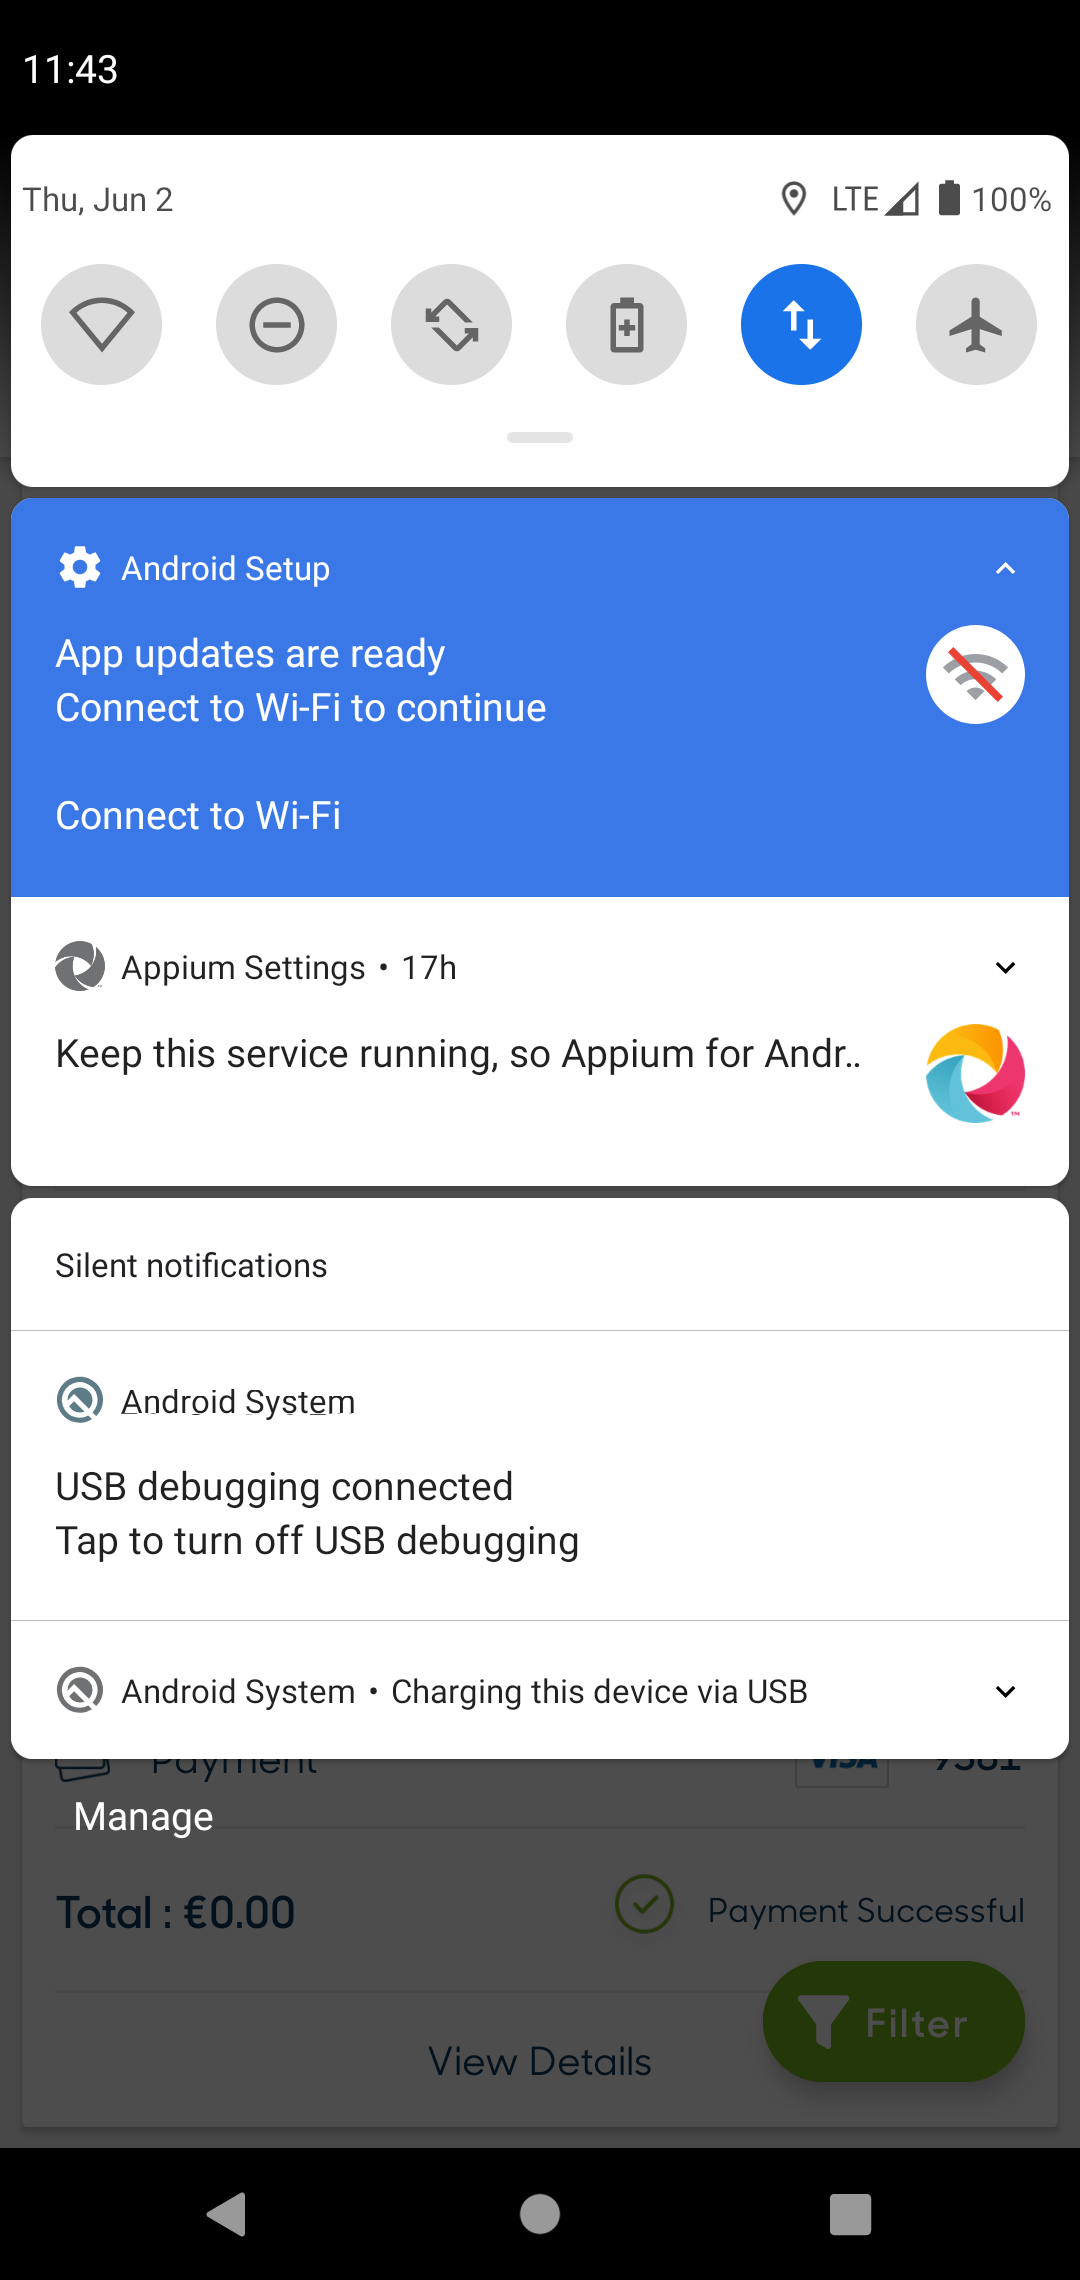 11:43
Thu, Jun 2
LTE 100%
Android Setup
App updates are ready
Connect to Wi-Fi to continue
Connect to Wi-Fi
Appium Settings • 17h
Keep this service running, so Appium for Andr..
Silent notifications
Android System
USB debugging connected
Tap to turn off USB debugging
Android System • Charging this device via USB
Payment VISA
Manage
Total : €0.00 Payment Successful
Filter
View Details